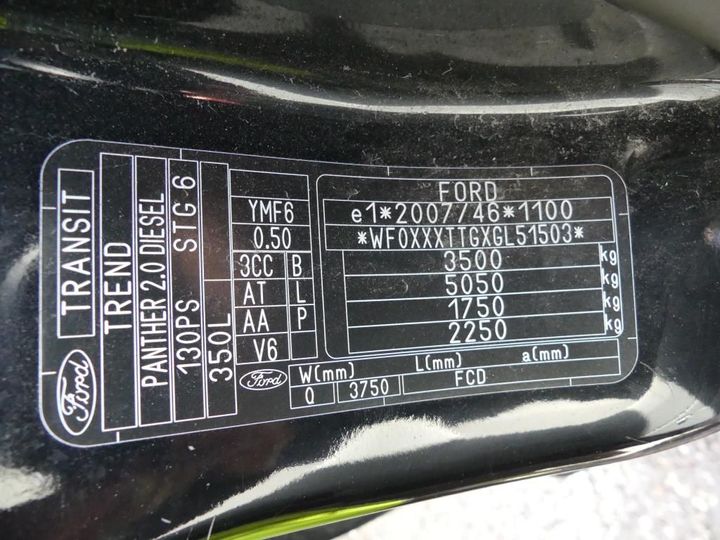 Ford
TRANSIT
TREND
PANTHER 2.0 DIESEL
130PS STG 6
350L
YMF6
0.50
3CC B
AT L
AA P
V6
FORD
e1*2007/46*1100
*WF0XXXTTGXGL51503*
3500 kg
5050
1750 kg
2250 kg
Ford
W(mm) L(mm) a(mm)
0 3750 FCD